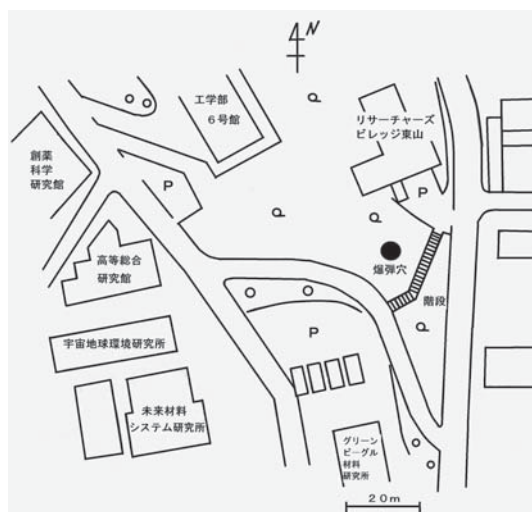 N
工学部
6号館
リサーチャーズ
ビレッジ東山
創薬
科学
研究館
P
P
高等総合
研究館
爆弾穴
階段
P
宇宙地球環境研究所
未来材料
システム研究所
グリーン
ビーグル
材料
研究所
20m